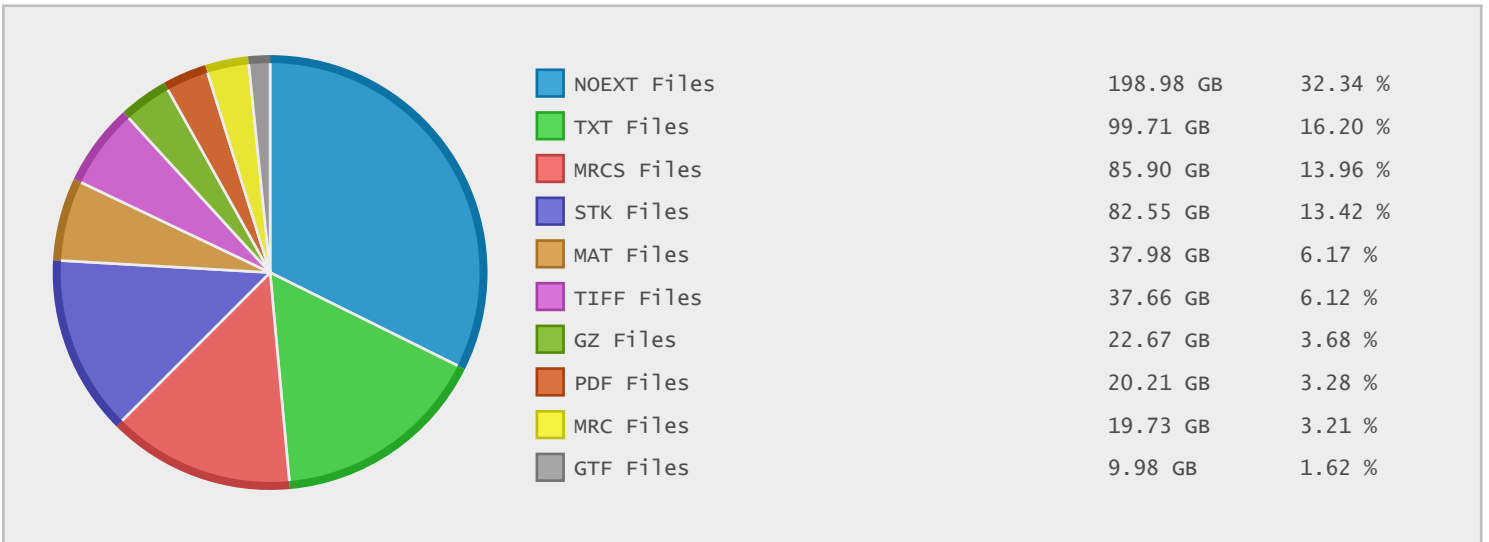 NOEXT Files 198.98 GB 32.34 %
TXT Files 99.71 GB 16.20 %
MRCS Files 85.90 GB 13.96 %
STK Files 82.55 GB 13.42 %
MAT Files 37.98 GB 6.17 %
TIFF Files 37.66 GB 6.12 %
GZ Files 22.67 GB 3.68 %
PDF Files 20.21 GB 3.28 %
MRC Files 19.73 GB 3.21 %
GTF Files 9.98 GB 1.62 %